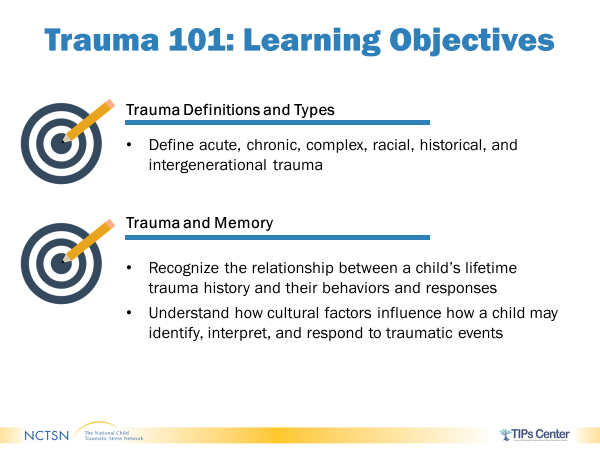 Trauma 101: Learning Objectives
Trauma Definitions and Types
• Define acute, chronic, complex, racial, historical, and
intergenerational trauma
Trauma and Memory
• Recognize the relationship between a child’s lifetime
trauma history and their behaviors and responses
• Understand how cultural factors influence how a child may
identify, interpret, and respond to traumatic events
NCTSN
The National Child
Traumatic Stress Network
TIPs Center